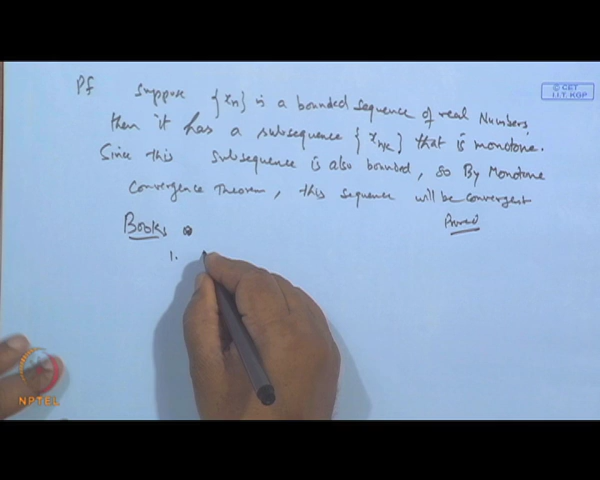 Pf Suppose {xn} is a bounded sequence of real Numbers,
then it has a subsequence {xnk} that is monotone.
Since this subsequence is also bounded, so By Monotone
Convergence Theorem, this sequence will be convergent
Proved
Books
1.
© CET
I.I.T. KGP
NPTEL